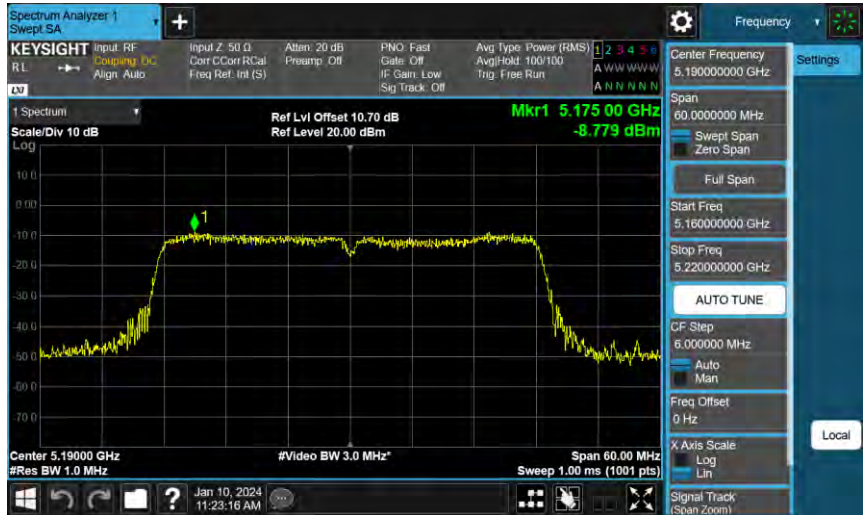 Spectrum Analyzer 1
Swept SA
+
Frequency
KEYSIGHT
RL
LXI
Input: RF
Coupling: DC
Align: Auto
Input Z: 50 Ω
Corr CCorr RCal
Freq Ref: Int (S)
Atten: 20 dB
Preamp: Off
PNO: Fast
Gate: Off
IF Gain: Low
Sig Track: Off
Avg Type: Power (RMS)
Avg|Hold: 100/100
Trig: Free Run
1 2 3 4 5 6
A W W W W W
A N N N N N
1 Spectrum
Scale/Div 10 dB
Log
Ref Lvl Offset 10.70 dB
Ref Level 20.00 dBm
Mkr1 5.175 00 GHz
-8.779 dBm
10.0
0.00
-10.0
-20.0
-30.0
-40.0
-50.0
-60.0
-70.0
1
Center 5.19000 GHz
#Res BW 1.0 MHz
#Video BW 3.0 MHz*
Span 60.00 MHz
Sweep 1.00 ms (1001 pts)
Center Frequency
5.190000000 GHz
Settings
Span
60.0000000 MHz
Swept Span
Zero Span
Full Span
Start Freq
5.160000000 GHz
Stop Freq
5.220000000 GHz
AUTO TUNE
CF Step
6.000000 MHz
Auto
Man
Freq Offset
0 Hz
X Axis Scale
Log
Lin
Signal Track
(Span Zoom)
Local
?
Jan 10, 2024
11:23:16 AM